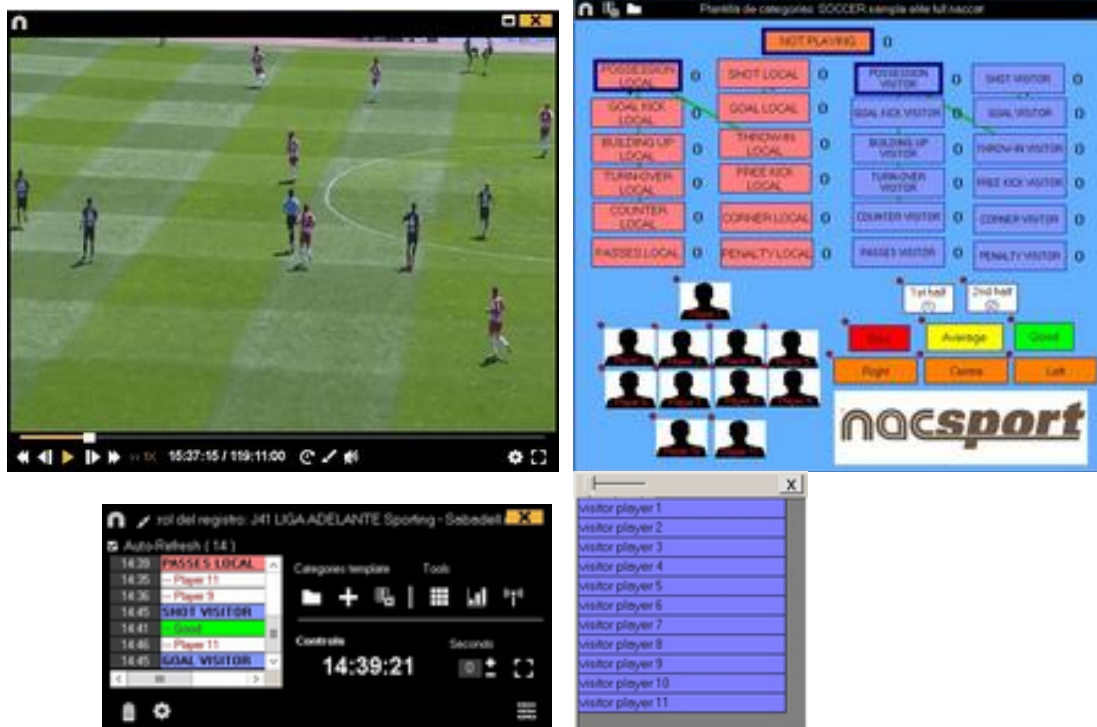 1X 15:37:15 / 119:11:00
Plantilla de categorias: SOCCER sample elite full nacsor
NOT PLAYING 0
POSSESSION LOCAL 0 SHOT LOCAL 0 POSSESSION VISITOR 0 SHOT VISITOR 0
GOAL KICK LOCAL 0 GOAL LOCAL 0 GOAL KICK VISITOR 0 GOAL VISITOR 0
BUILDING UP LOCAL 0 THROW-IN LOCAL 0 BUILDING UP VISITOR 0 THROW-IN VISITOR 0
TURN-OVER LOCAL 0 FREE KICK LOCAL 0 TURN-OVER VISITOR 0 FREE KICK VISITOR 0
COUNTER LOCAL 0 CORNER LOCAL 0 COUNTER VISITOR 0 CORNER VISITOR 0
PASSES LOCAL 0 PENALTY LOCAL 0 PASSES VISITOR 0 PENALTY VISITOR 0
1st half 2nd half
Average Good
Right Centre Left
nacsport
rol del registro: J41 LIGA ADELANTE Sporting - Sabadell X
Auto-Refresh ( 14 )
14:39 PASSES LOCAL
14:35 -- Player 11
14:36 -- Player 9
14:45 SHOT VISITOR
14:41 -- Good
14:46 -- Player 11
14:45 GOAL VISITOR
Categories template Tools
Controls Seconds
14:39:21 0
X
visitor player 1
visitor player 2
visitor player 3
visitor player 4
visitor player 5
visitor player 6
visitor player 7
visitor player 8
visitor player 9
visitor player 10
visitor player 11